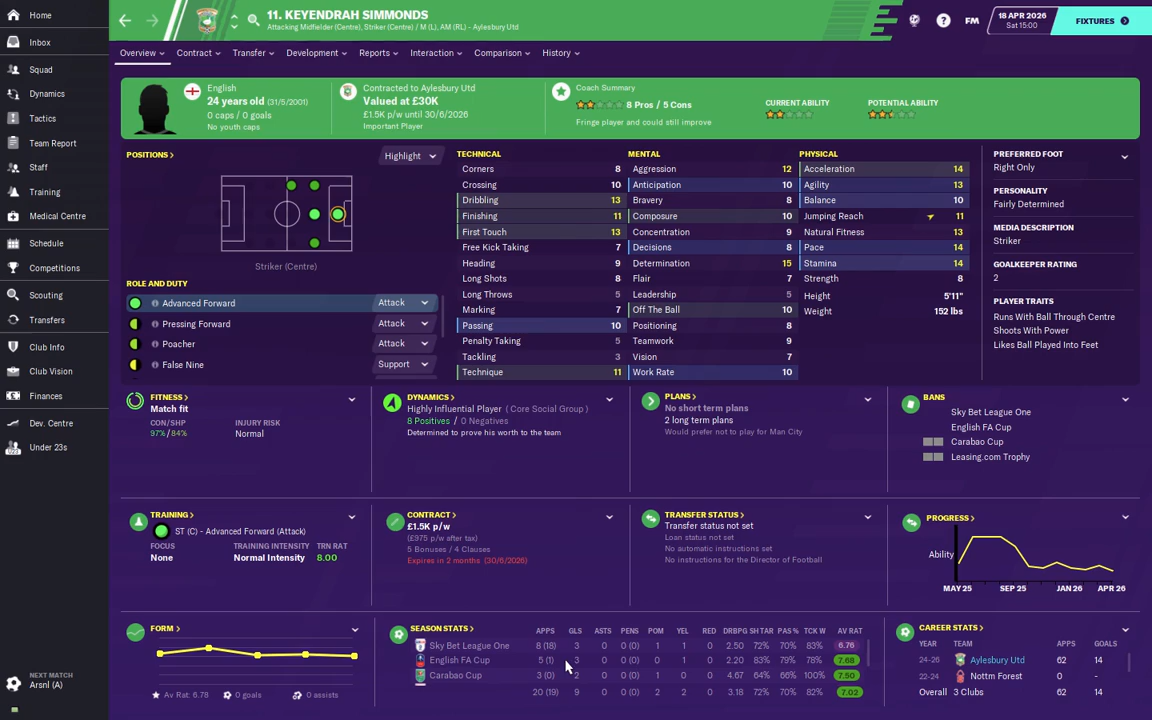 Home
Inbox
Squad
Dynamics
Tactics
Team Report
Staff
Training
Medical Centre
Schedule
Competitions
Scouting
Transfers
Club Info
Club Vision
Finances
Dev. Centre
Under 23s
NEXT MATCH
Arsnl (A)
11. KEYENDRAH SIMMONDS
Attacking Midfielder (Centre), Striker (Centre) / M (L), AM (RL) - Aylesbury Utd
FM
18 APR 2026
Sat 15:00
FIXTURES
Overview
Contract
Transfer
Development
Reports
Interaction
Comparison
History
English
24 years old (31/5/2001)
0 caps / 0 goals
No youth caps
Contracted to Aylesbury Utd
Valued at £30K
£1.5K p/w until 30/6/2026
Important Player
Coach Summary
8 Pros / 5 Cons
Fringe player and could still improve
CURRENT ABILITY
POTENTIAL ABILITY
POSITIONS
Highlight
Striker (Centre)
ROLE AND DUTY
Advanced Forward Attack
Pressing Forward Attack
Poacher Attack
False Nine Support
TECHNICAL
Corners 8
Crossing 10
Dribbling 13
Finishing 11
First Touch 13
Free Kick Taking 7
Heading 9
Long Shots 8
Long Throws 5
Marking 7
Passing 10
Penalty Taking 5
Tackling 3
Technique 11
MENTAL
Aggression 12
Anticipation 10
Bravery 8
Composure 10
Concentration 9
Decisions 8
Determination 15
Flair 7
Leadership 5
Off The Ball 10
Positioning 8
Teamwork 9
Vision 7
Work Rate 10
PHYSICAL
Acceleration 14
Agility 13
Balance 10
Jumping Reach 11
Natural Fitness 13
Pace 14
Stamina 14
Strength 8
Height 5'11"
Weight 152 lbs
PREFERRED FOOT
Right Only
PERSONALITY
Fairly Determined
MEDIA DESCRIPTION
Striker
GOALKEEPER RATING
2
PLAYER TRAITS
Runs With Ball Through Centre
Shoots With Power
Likes Ball Played Into Feet
FITNESS
Match fit
CON/SHP
97% / 84%
INJURY RISK
Normal
DYNAMICS
Highly Influential Player ( Core Social Group )
8 Positives / 0 Negatives
Determined to prove his worth to the team
PLANS
No short term plans
2 long term plans
Would prefer not to play for Man City
BANS
Sky Bet League One
English FA Cup
Carabao Cup
Leasing.com Trophy
TRAINING
ST (C) - Advanced Forward (Attack)
FOCUS TRAINING INTENSITY TRN RAT
None Normal Intensity 8.00
CONTRACT
£1.5K p/w
(£975 p/w after tax)
5 Bonuses / 4 Clauses
Expires in 2 months (30/6/2026)
TRANSFER STATUS
Transfer status not set
Loan status not set
No automatic instructions set
No instructions for the Director of Football
PROGRESS
Ability
MAY 25 SEP 25 JAN 26 APR 26
FORM
Av Rat: 6.78 0 goals 0 assists
SEASON STATS APPS GLS ASTS PENS POM YEL RED DRBPG SH TAR PAS % TCK W AV RAT
Sky Bet League One 8 (18) 3 0 0 (0) 1 1 0 2.50 72% 70% 83% 6.76
English FA Cup 5 (1) 3 0 0 (0) 0 1 0 2.20 83% 79% 78% 7.68
Carabao Cup 3 (0) 2 0 0 (0) 1 0 0 4.67 64% 66% 100% 7.50
20 (19) 9 0 0 (0) 2 2 0 3.18 72% 70% 82% 7.02
CAREER STATS
YEAR TEAM APPS GOALS
24-26 Aylesbury Utd 62 14
22-24 Nottm Forest 0 -
Overall 3 Clubs 62 14